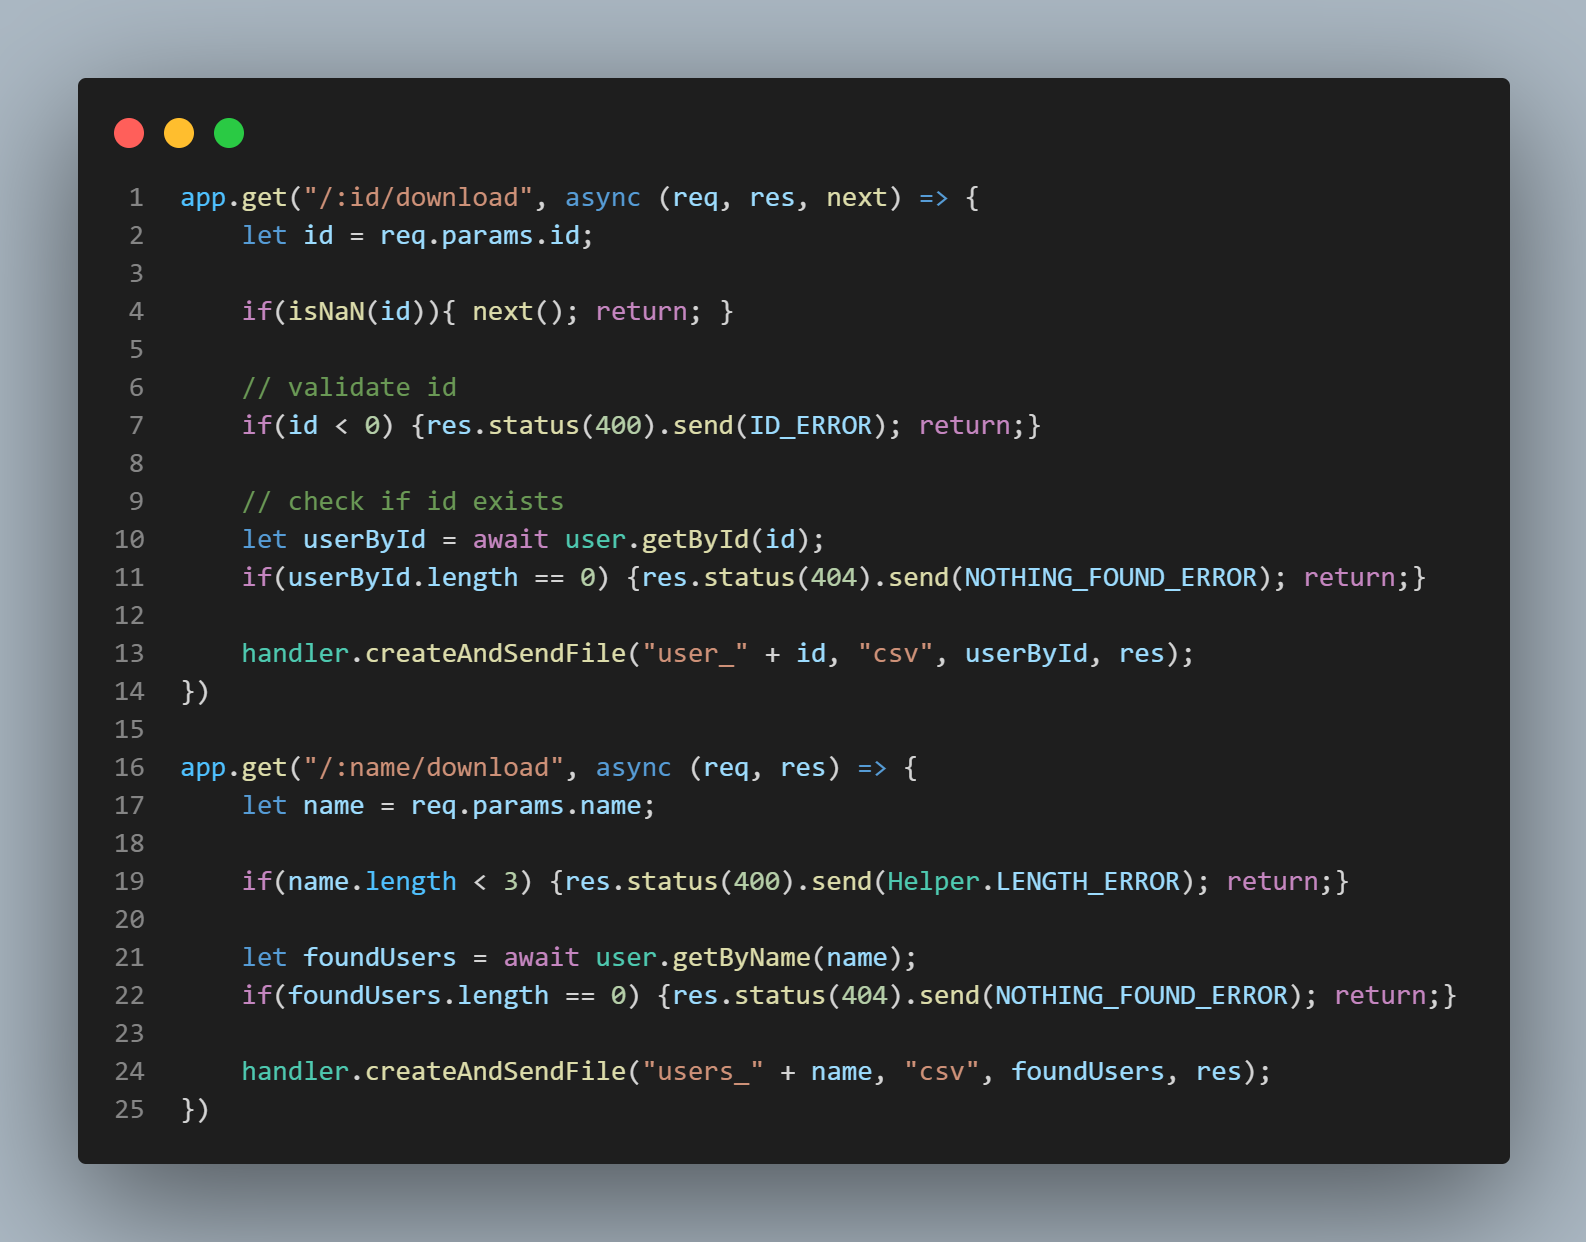 1 app.get("/:id/download", async (req, res, next) => {
2     let id = req.params.id;
3
4     if(isNaN(id)){ next(); return; }
5
6     // validate id
7     if(id < 0) {res.status(400).send(ID_ERROR); return;}
8
9     // check if id exists
10     let userById = await user.getById(id);
11     if(userById.length == 0) {res.status(404).send(NOTHING_FOUND_ERROR); return;}
12
13     handler.createAndSendFile("user_" + id, "csv", userById, res);
14 })
15
16 app.get("/:name/download", async (req, res) => {
17     let name = req.params.name;
18
19     if(name.length < 3) {res.status(400).send(Helper.LENGTH_ERROR); return;}
20
21     let foundUsers = await user.getByName(name);
22     if(foundUsers.length == 0) {res.status(404).send(NOTHING_FOUND_ERROR); return;}
23
24     handler.createAndSendFile("users_" + name, "csv", foundUsers, res);
25 })